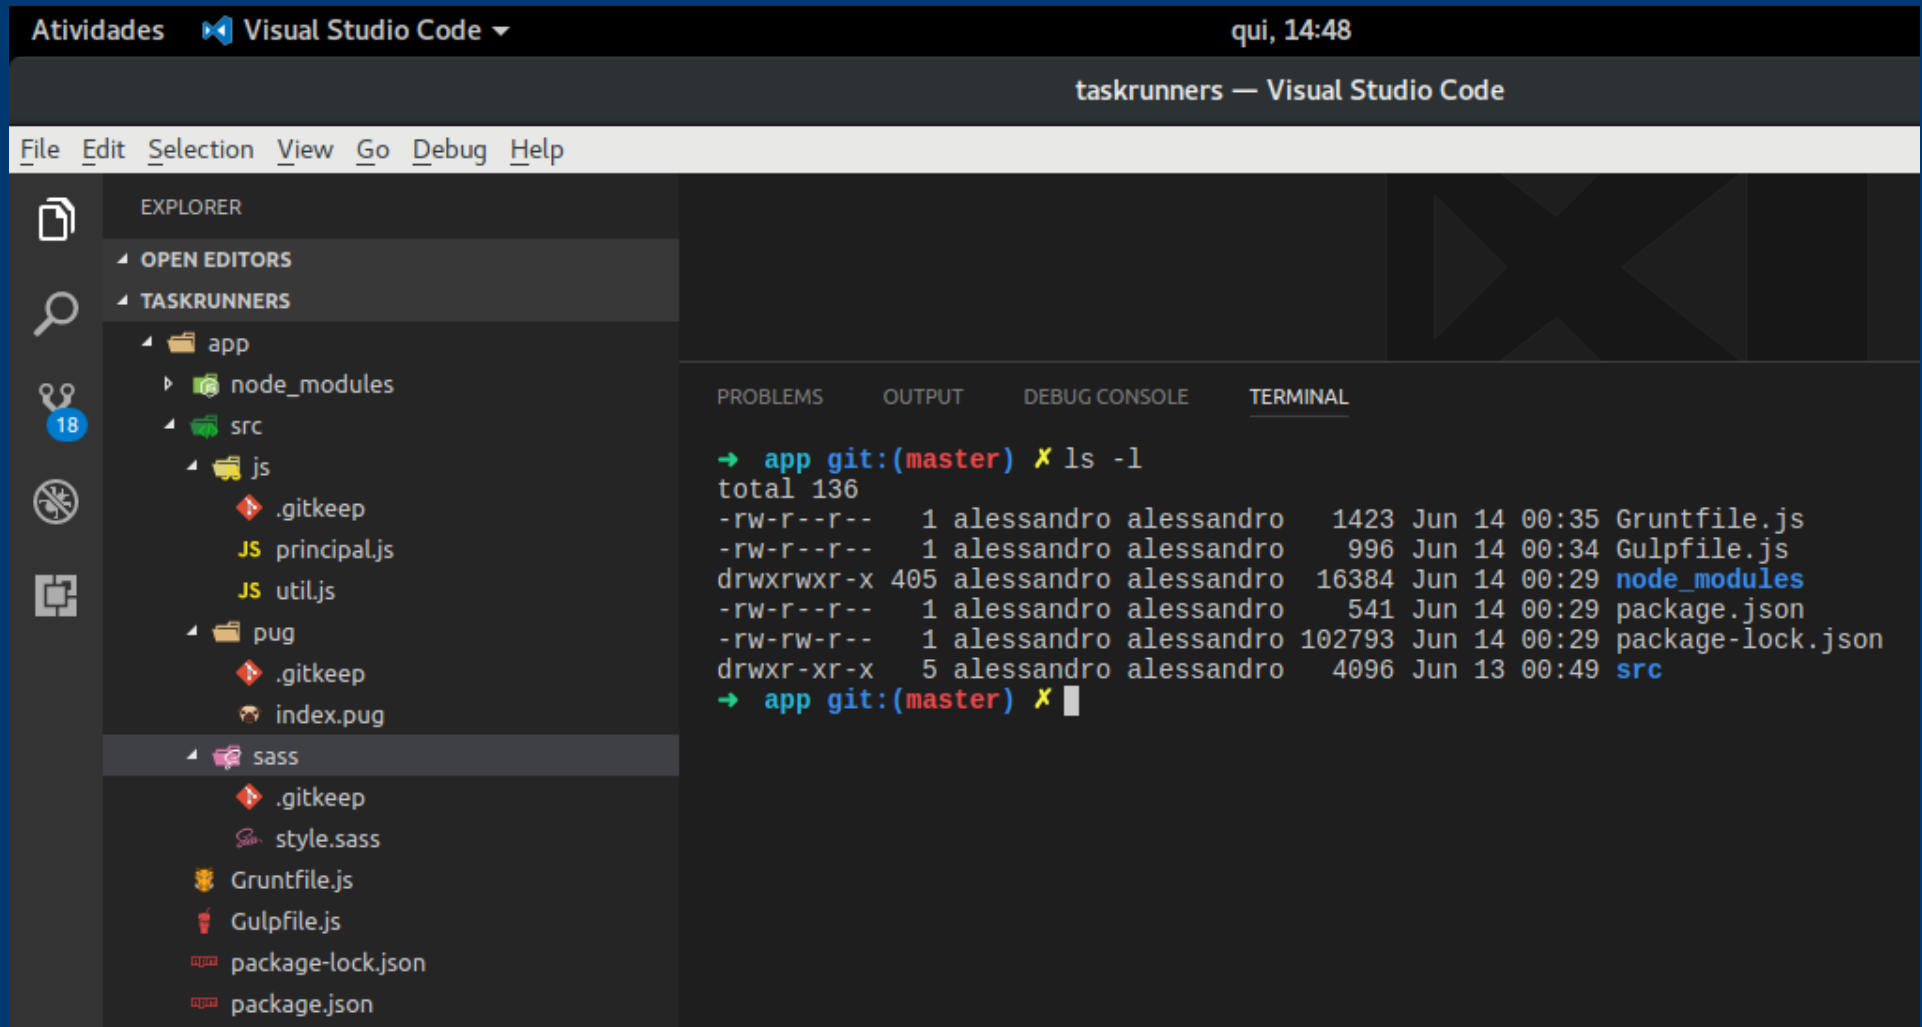 Atividades Visual Studio Code qui, 14:48
taskrunners — Visual Studio Code
File Edit Selection View Go Debug Help
EXPLORER
OPEN EDITORS
TASKRUNNERS
app
node_modules
src
js
.gitkeep
JS principal.js
JS util.js
pug
.gitkeep
index.pug
sass
.gitkeep
style.sass
Gruntfile.js
Gulpfile.js
npm package-lock.json
npm package.json
18
PROBLEMS OUTPUT DEBUG CONSOLE TERMINAL
➜ app git:(master) ✗ ls -l
total 136
-rw-r--r-- 1 alessandro alessandro 1423 Jun 14 00:35 Gruntfile.js
-rw-r--r-- 1 alessandro alessandro 996 Jun 14 00:34 Gulpfile.js
drwxrwxr-x 405 alessandro alessandro 16384 Jun 14 00:29 node_modules
-rw-r--r-- 1 alessandro alessandro 541 Jun 14 00:29 package.json
-rw-rw-r-- 1 alessandro alessandro 102793 Jun 14 00:29 package-lock.json
drwxr-xr-x 5 alessandro alessandro 4096 Jun 13 00:49 src
➜ app git:(master) ✗